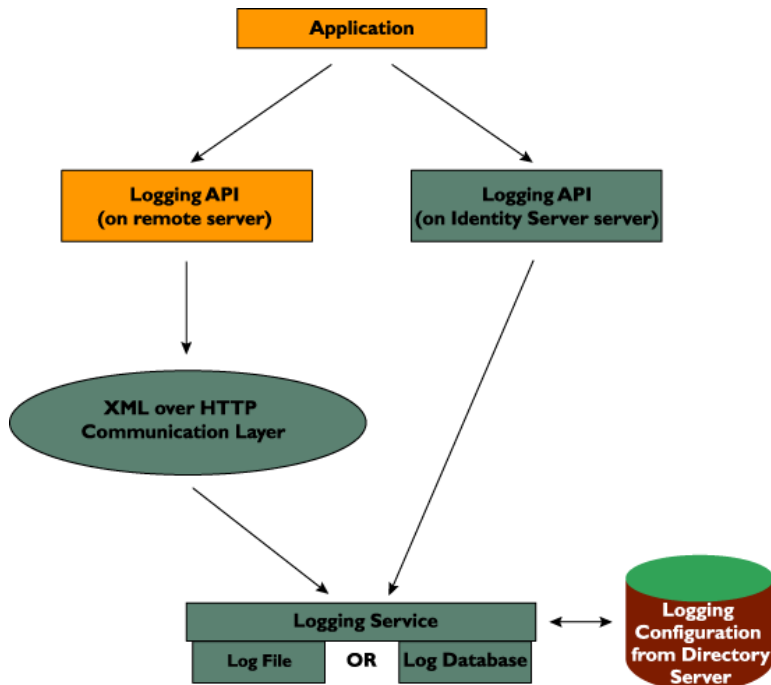 Application
Logging API
(on remote server)
Logging API
(on Identity Server server)
XML over HTTP
Communication Layer
Logging Service
Log File
OR
Log Database
Logging
Configuration
from Directory
Server